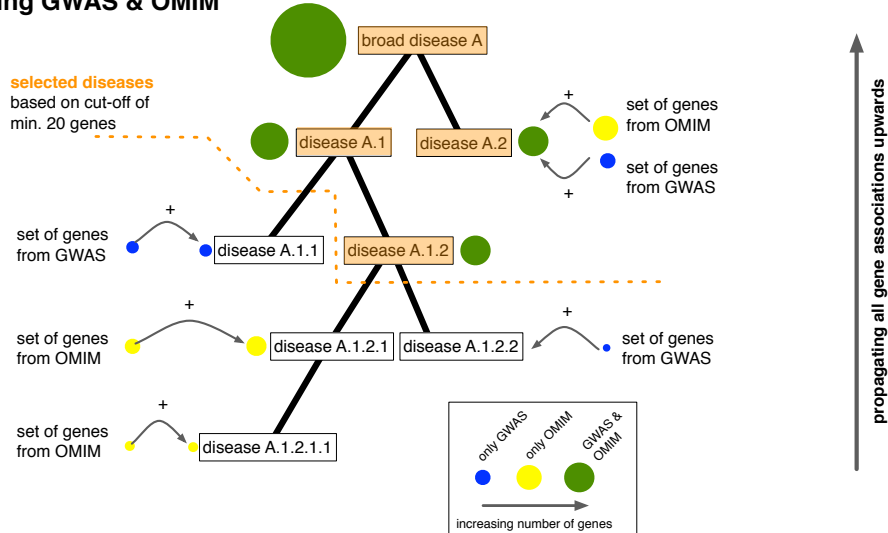 GWAS & OMIM
broad disease A
selected diseases
based on cut-off of
min. 20 genes
+
set of genes
from OMIM
disease A.1
disease A.2
set of genes
from GWAS
+
+
set of genes
from GWAS
disease A.1.1
disease A.1.2
+
+
set of genes
from OMIM
disease A.1.2.1
disease A.1.2.2
set of genes
from GWAS
+
set of genes
from OMIM
disease A.1.2.1.1
only GWAS
only OMIM
GWAS &
OMIM
increasing number of genes
propagating all gene associations upwards